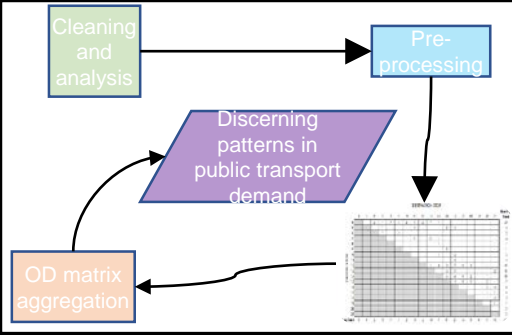 Cleaning
and
analysis
Pre-
processing
Discerning
patterns in
public transport
demand
OD matrix
aggregation